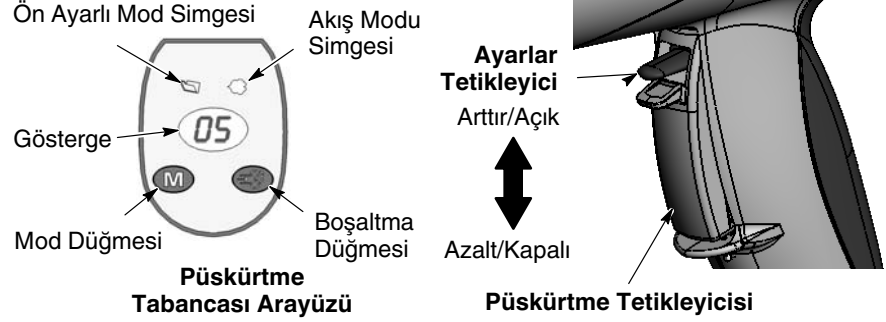 Ön Ayarlı Mod Simgesi
Akış Modu
Simgesi
Gösterge
05
M
Mod Düğmesi
Boşaltma
Düğmesi
Püskürtme
Tabancası Arayüzü
Ayarlar
Tetikleyici
Arttır/Açık
Azalt/Kapalı
Püskürtme Tetikleyicisi